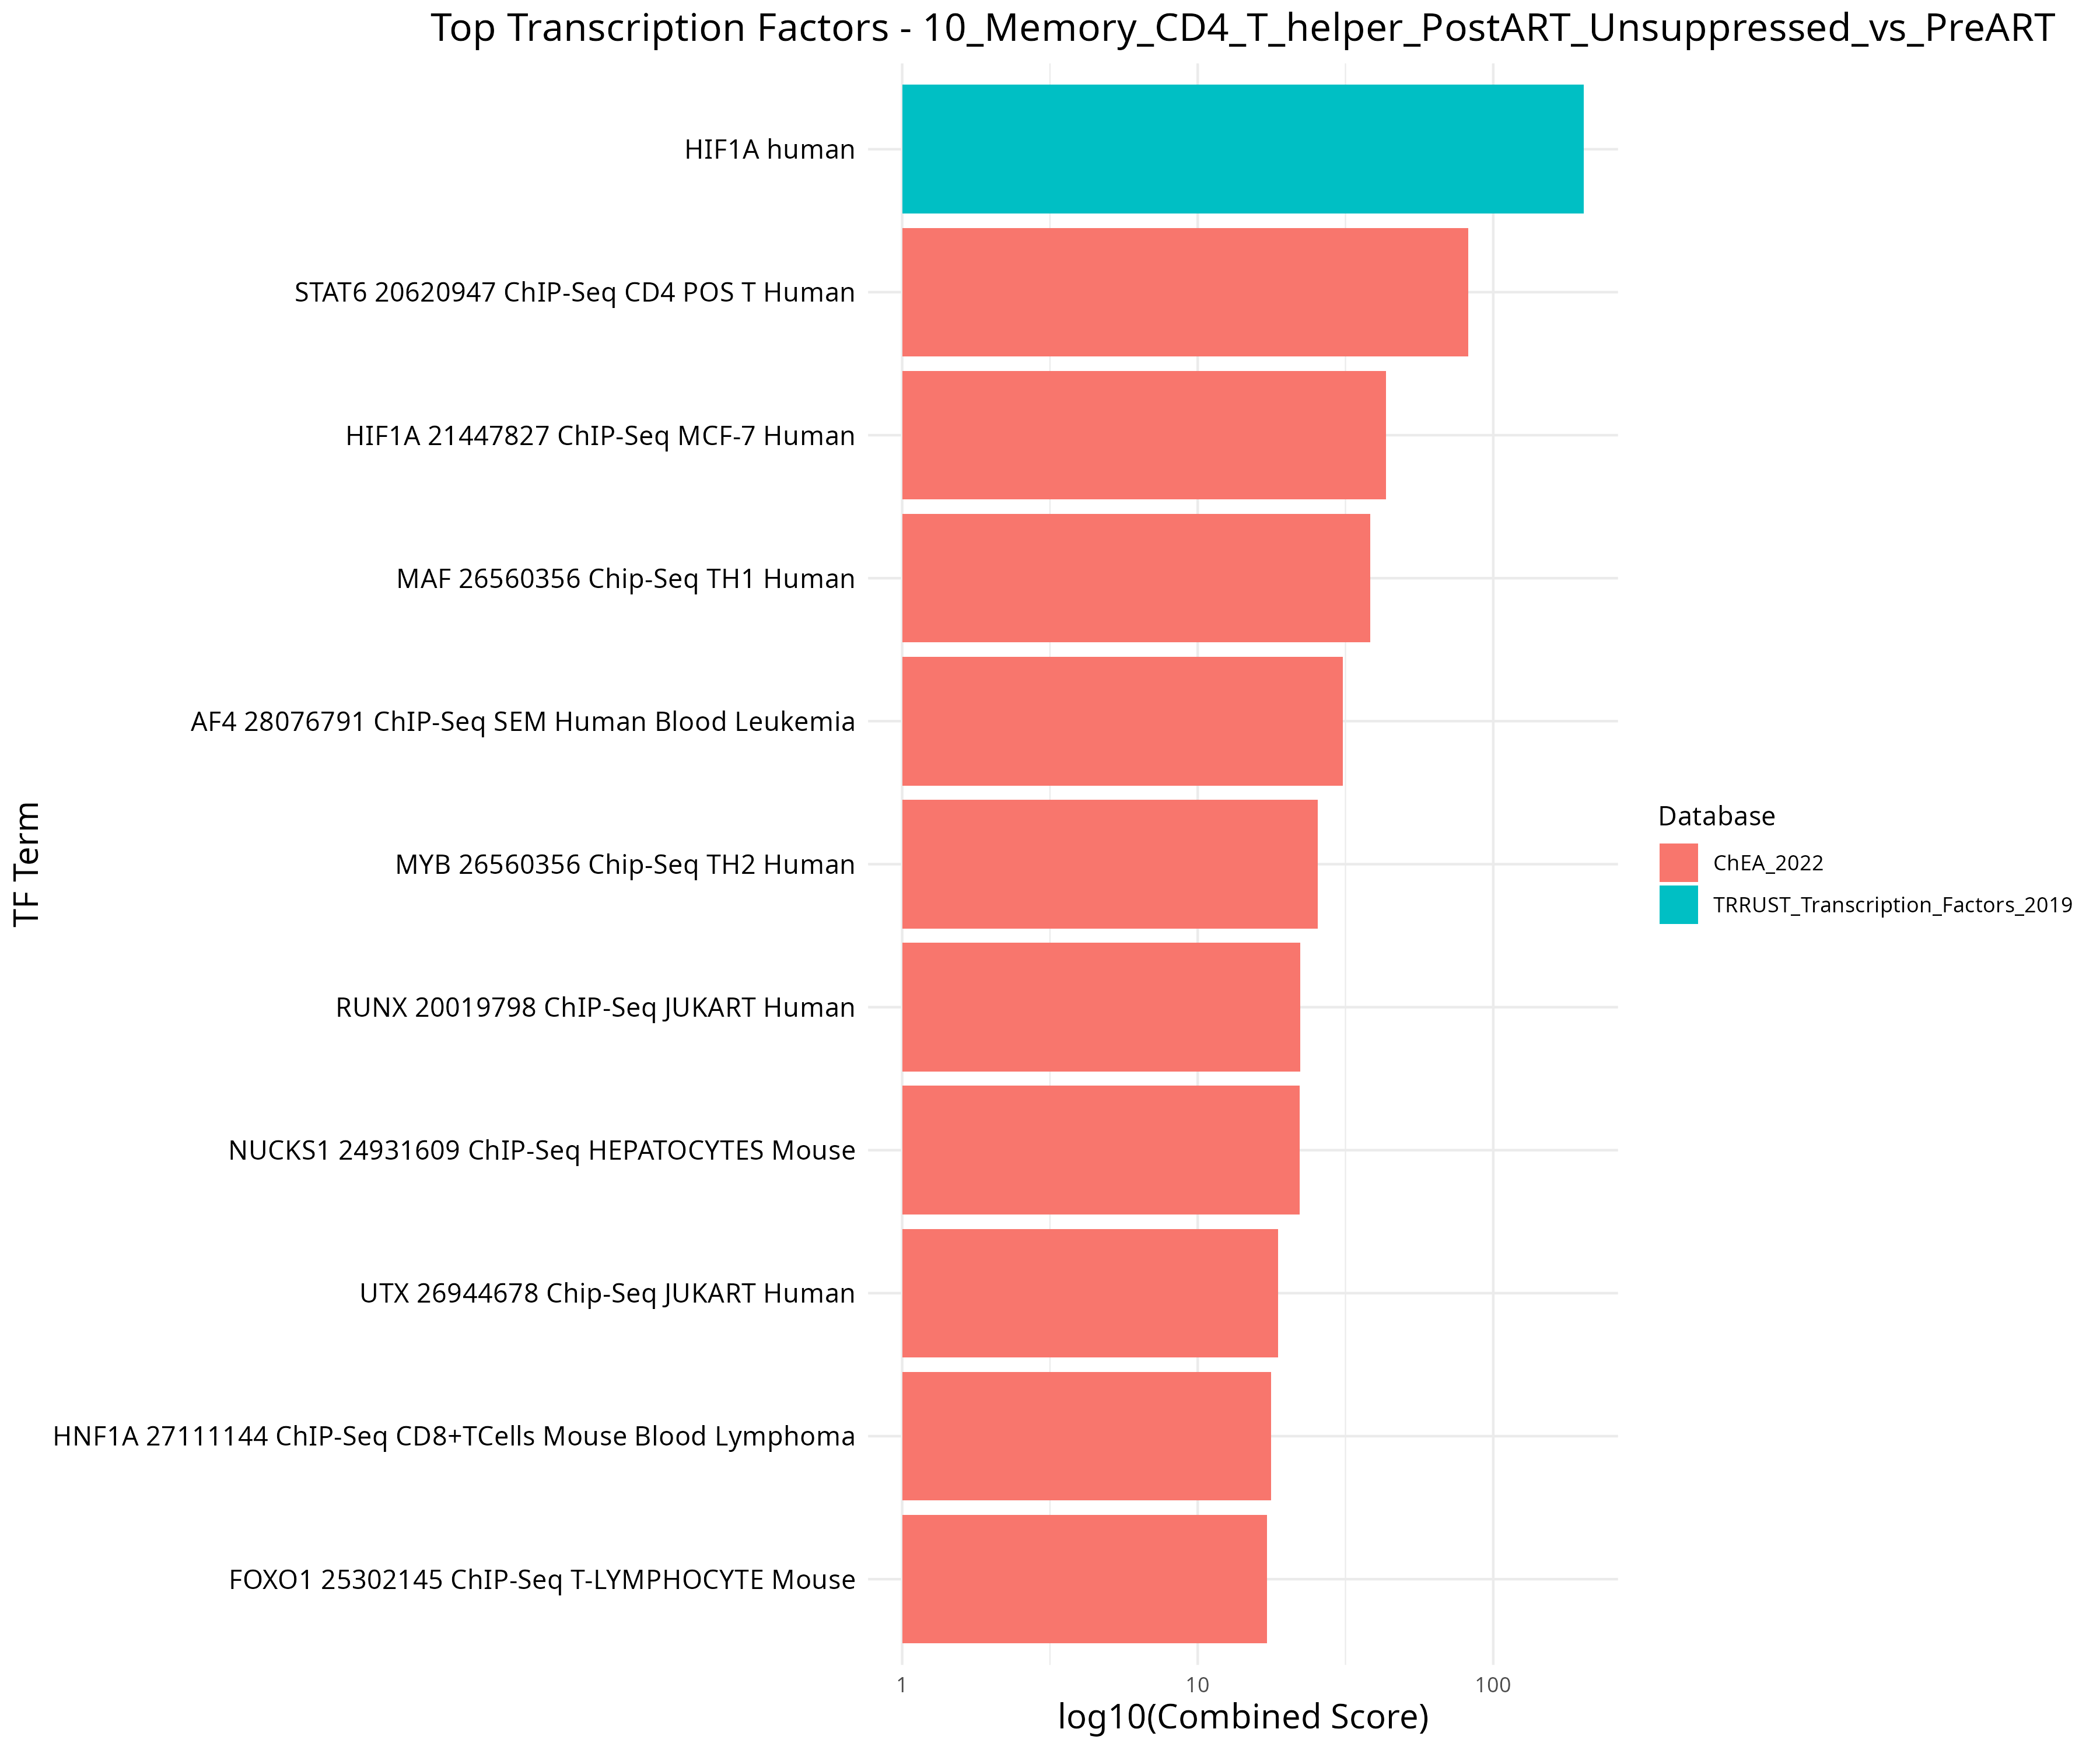 Top Transcription Factors - 10_Memory_CD4_T_helper_PostART_Unsuppressed_vs_PreART
TF Term
HIF1A human
STAT6 20620947 ChIP-Seq CD4 POS T Human
HIF1A 21447827 ChIP-Seq MCF-7 Human
MAF 26560356 Chip-Seq TH1 Human
AF4 28076791 ChIP-Seq SEM Human Blood Leukemia
MYB 26560356 Chip-Seq TH2 Human
RUNX 20019798 ChIP-Seq JUKART Human
NUCKS1 24931609 ChIP-Seq HEPATOCYTES Mouse
UTX 26944678 Chip-Seq JUKART Human
HNF1A 27111144 ChIP-Seq CD8+TCells Mouse Blood Lymphoma
FOXO1 25302145 ChIP-Seq T-LYMPHOCYTE Mouse
1 10 100
log10(Combined Score)
Database
ChEA_2022
TRRUST_Transcription_Factors_2019